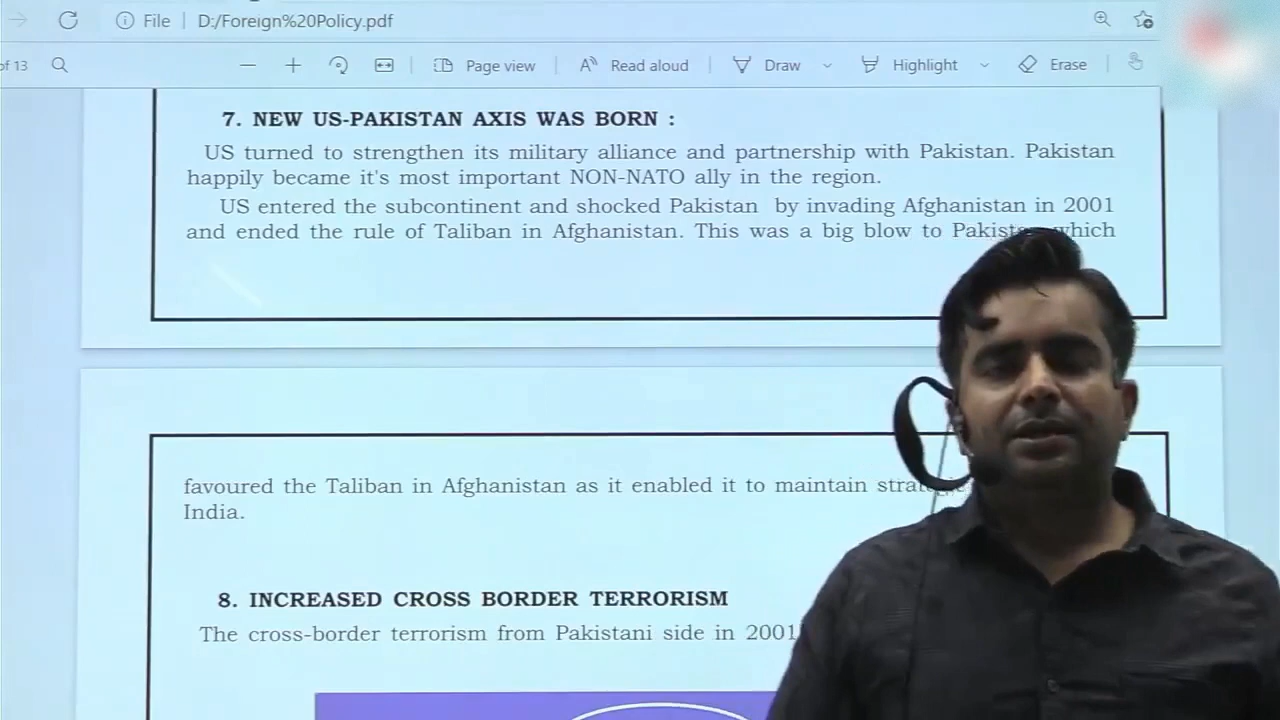 File
D:/Foreign%20Policy.pdf
of 13
Page view
Read aloud
Draw
Highlight
Erase
7. NEW US-PAKISTAN AXIS WAS BORN :
US turned to strengthen its military alliance and partnership with Pakistan. Pakistan
happily became it's most important NON-NATO ally in the region.
US entered the subcontinent and shocked Pakistan by invading Afghanistan in 2001
and ended the rule of Taliban in Afghanistan. This was a big blow to which
favoured the Taliban in Afghanistan as it enabled it to maintain
India.
8. INCREASED CROSS BORDER TERRORISM
The cross-border terrorism from Pakistani side in 2001